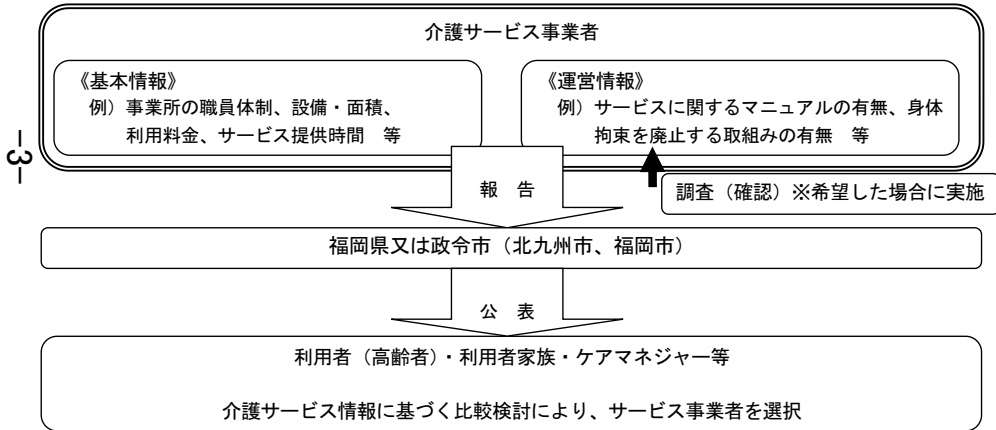 介護サービス事業者
《基本情報》
例）事業所の職員体制、設備・面積、
利用料金、サービス提供時間　等
《運営情報》
例）サービスに関するマニュアルの有無、身体
拘束を廃止する取組みの有無　等
-3-
報　告
調査（確認）※希望した場合に実施
福岡県又は政令市（北九州市、福岡市）
公　表
利用者（高齢者）・利用者家族・ケアマネジャー等
介護サービス情報に基づく比較検討により、サービス事業者を選択